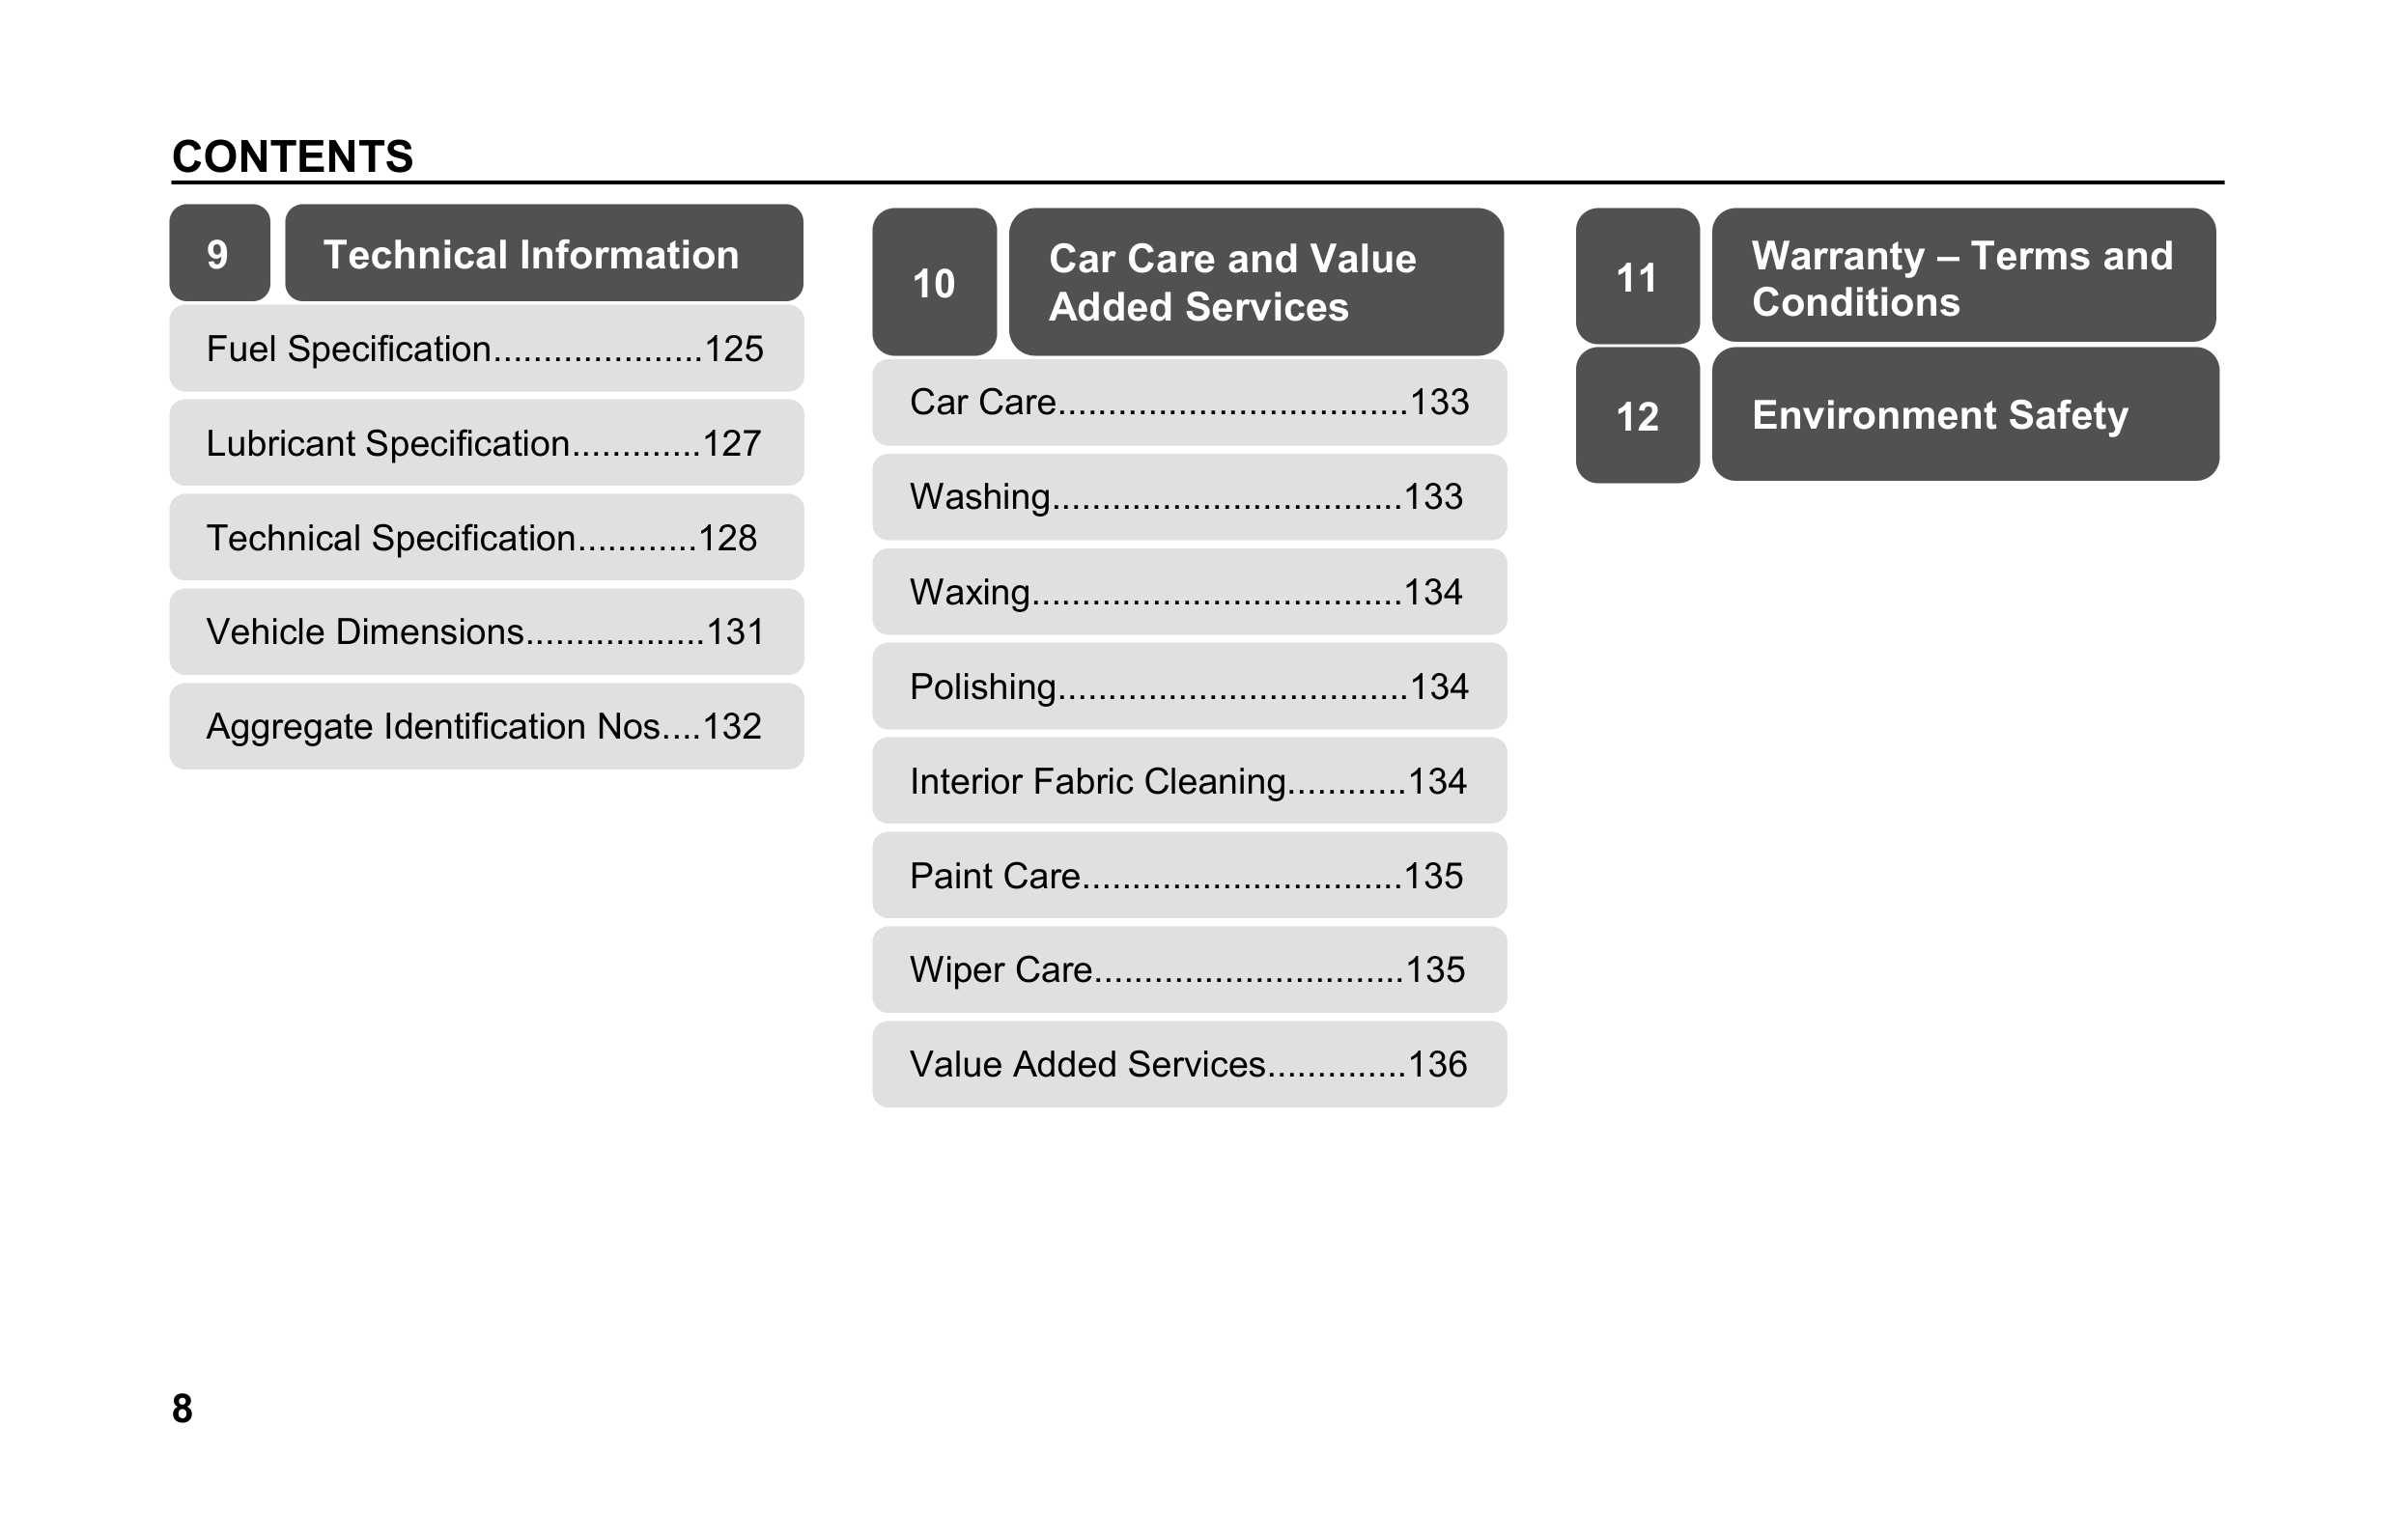 CONTENTS
9
Technical Information
Fuel Specification.....................125
Lubricant Specification.............127
Technical Specification............128
Vehicle Dimensions..................131
Aggregate Identification Nos....132
10
Car Care and Value
Added Services
Car Care...................................133
Washing...................................133
Waxing.....................................134
Polishing...................................134
Interior Fabric Cleaning............134
Paint Care................................135
Wiper Care...............................135
Value Added Services..............136
11
Warranty – Terms and
Conditions
12
Environment Safety
8